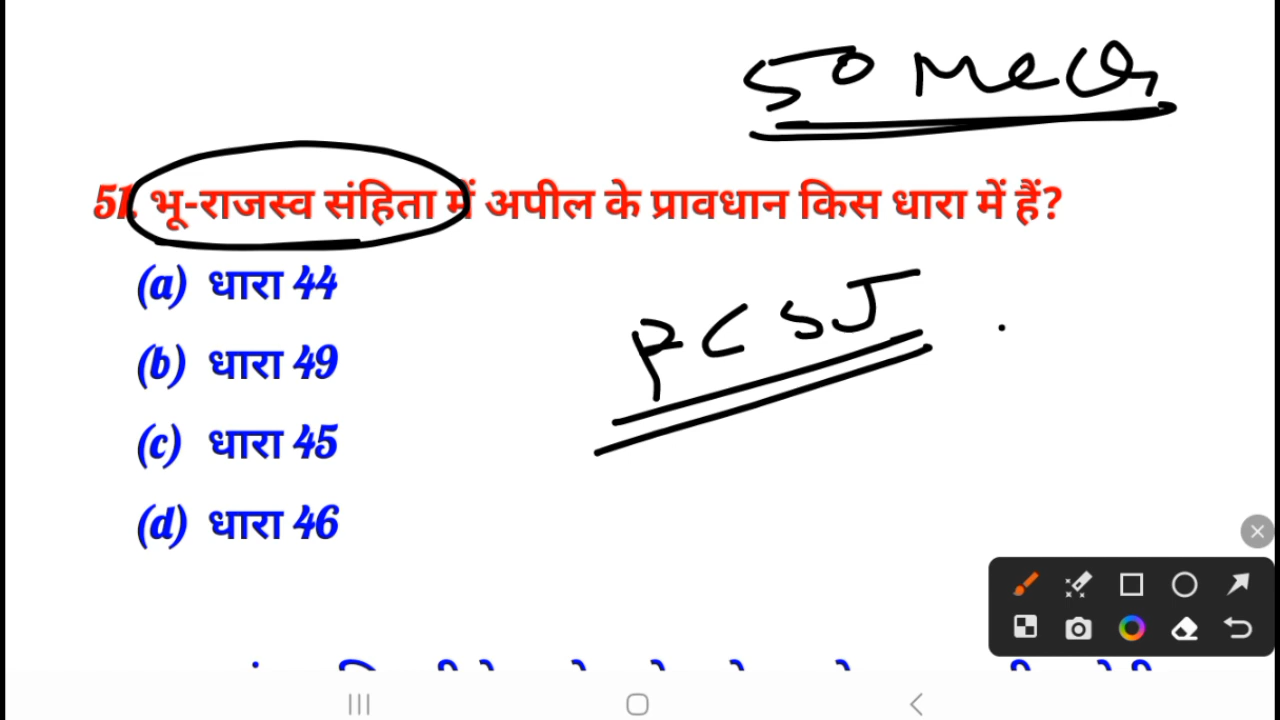 50 Mcq
51. भू-राजस्व संहिता में अपील के प्रावधान किस धारा में हैं?
(a) धारा 44
PCSJ
(b) धारा 49
(c) धारा 45
(d) धारा 46